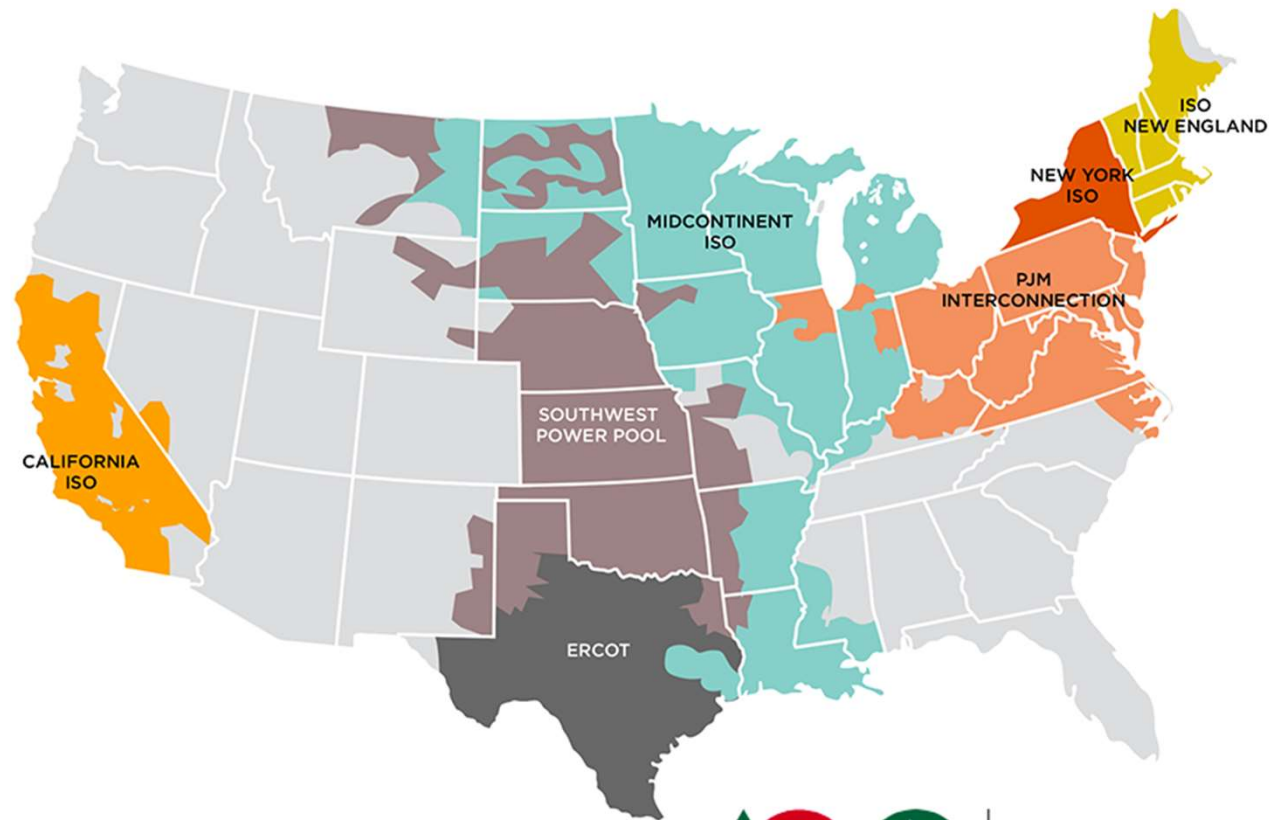 ISO
NEW ENGLAND
NEW YORK
ISO
MIDCONTINENT
ISO
PJM
INTERCONNECTION
SOUTHWEST
POWER POOL
CALIFORNIA
ISO
ERCOT